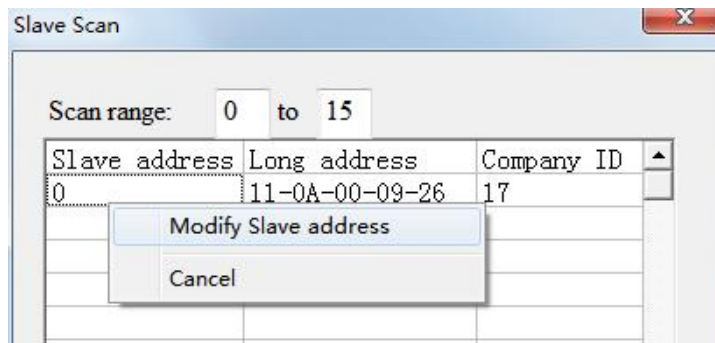 Slave Scan
Scan range: 0 to 15
Slave address Long address Company ID
0 11-0A-00-09-26 17
Modify Slave address
Cancel